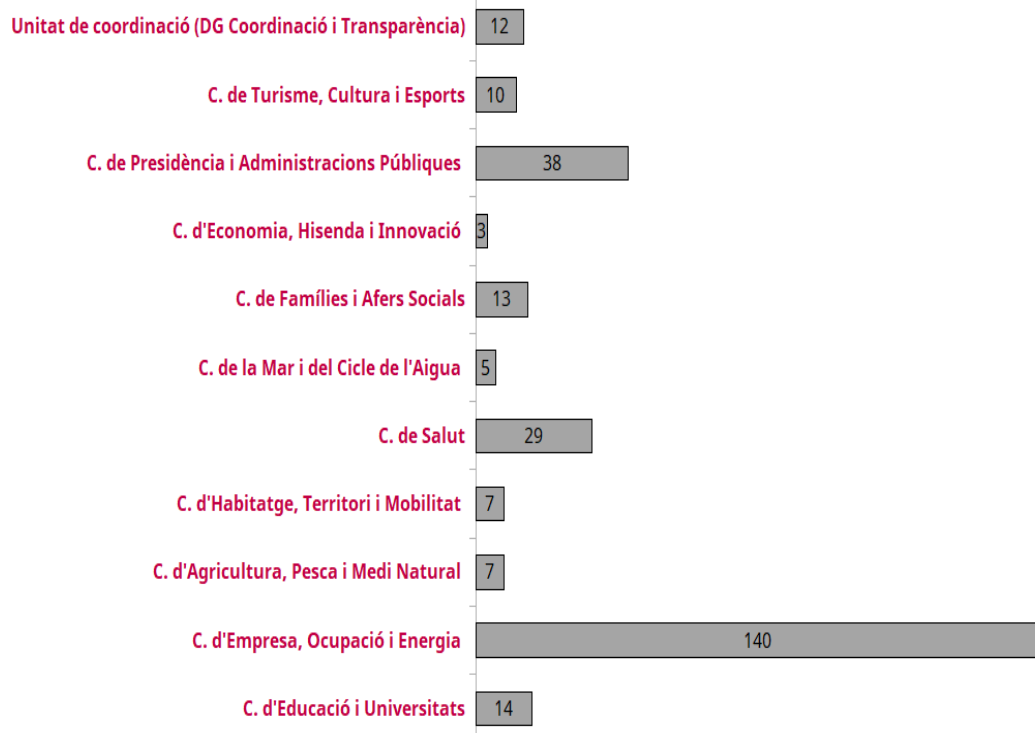 Unitat de coordinació (DG Coordinació i Transparència) 12
C. de Turisme, Cultura i Esports 10
C. de Presidència i Administracions Públiques 38
C. d'Economia, Hisenda i Innovació 3
C. de Famílies i Afers Socials 13
C. de la Mar i del Cicle de l'Aigua 5
C. de Salut 29
C. d'Habitatge, Territori i Mobilitat 7
C. d'Agricultura, Pesca i Medi Natural 7
C. d'Empresa, Ocupació i Energia 140
C. d'Educació i Universitats 14